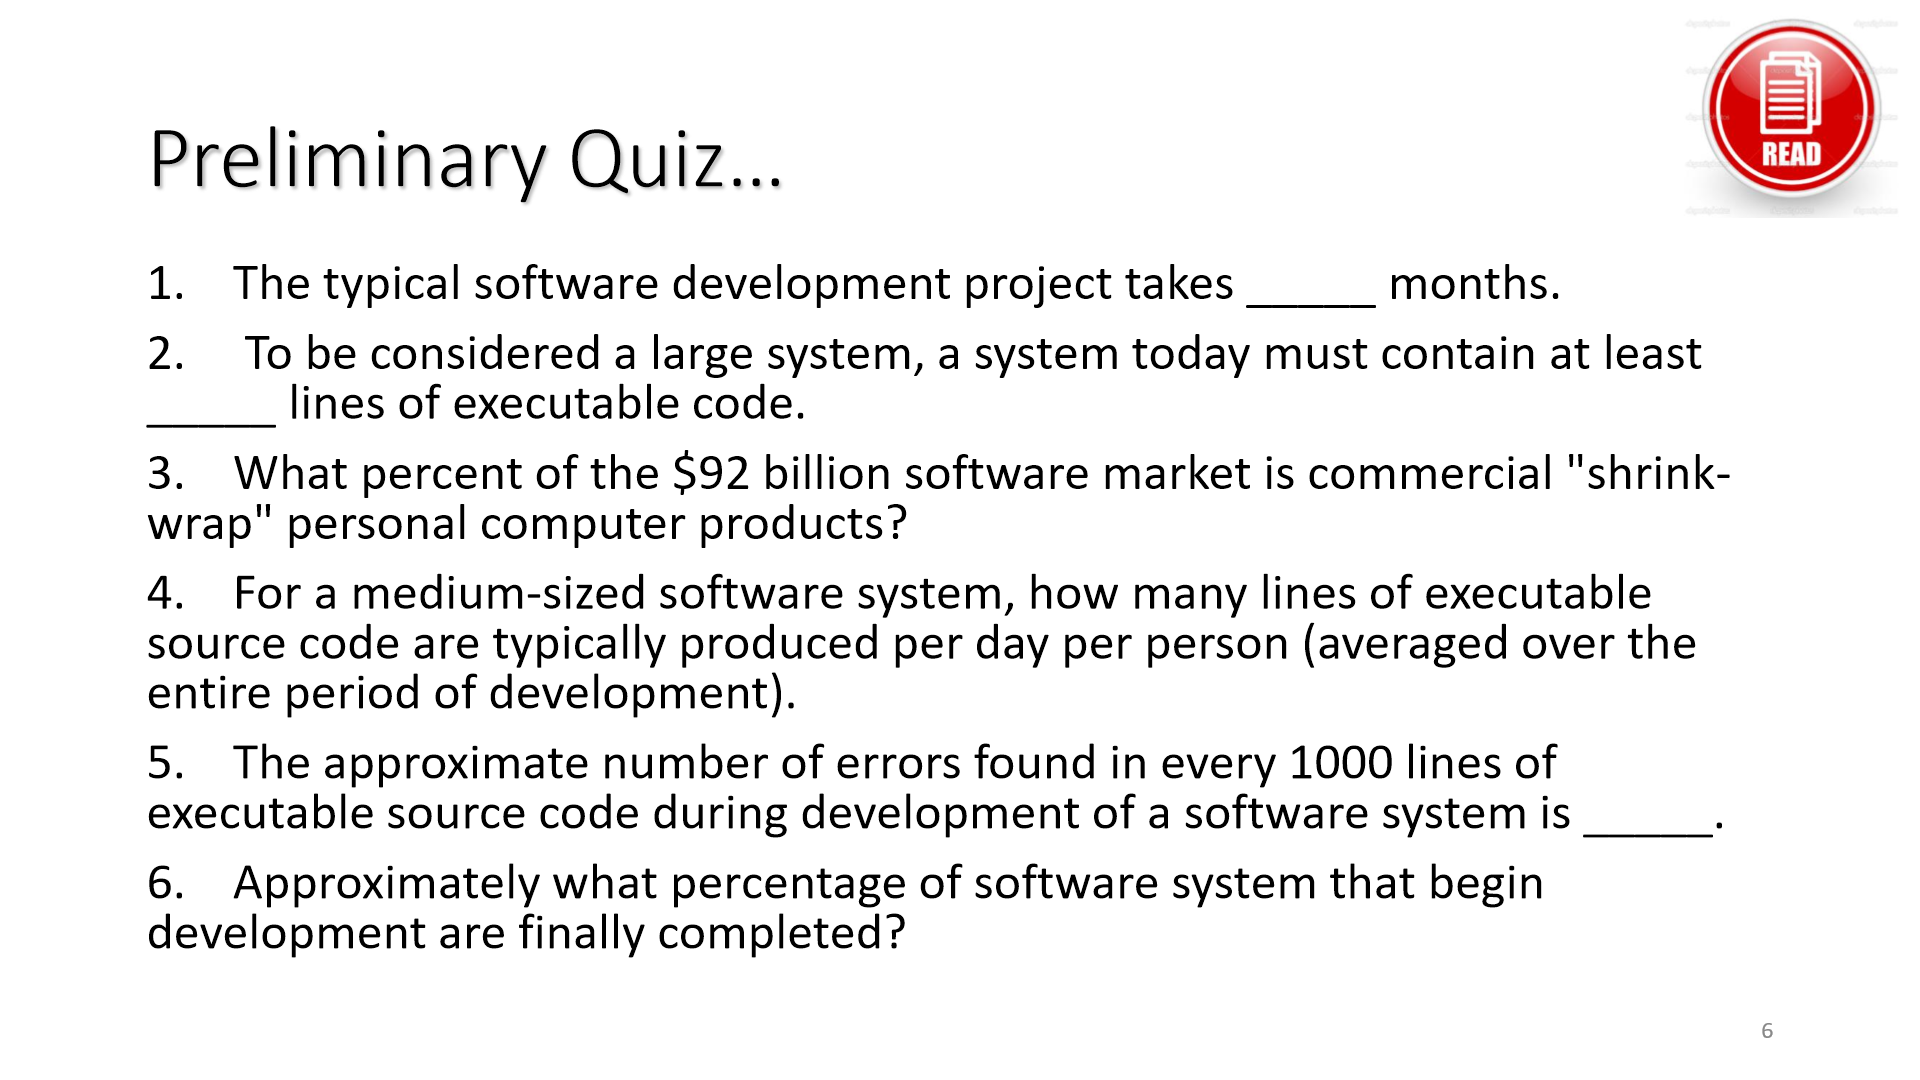 READ
Preliminary Quiz...
1. The typical software development project takes _____ months.
2. To be considered a large system, a system today must contain at least
_____ lines of executable code.
3. What percent of the $92 billion software market is commercial "shrink-
wrap" personal computer products?
4. For a medium-sized software system, how many lines of executable
source code are typically produced per day per person (averaged over the
entire period of development).
5. The approximate number of errors found in every 1000 lines of
executable source code during development of a software system is _____.
6. Approximately what percentage of software system that begin
development are finally completed?
6